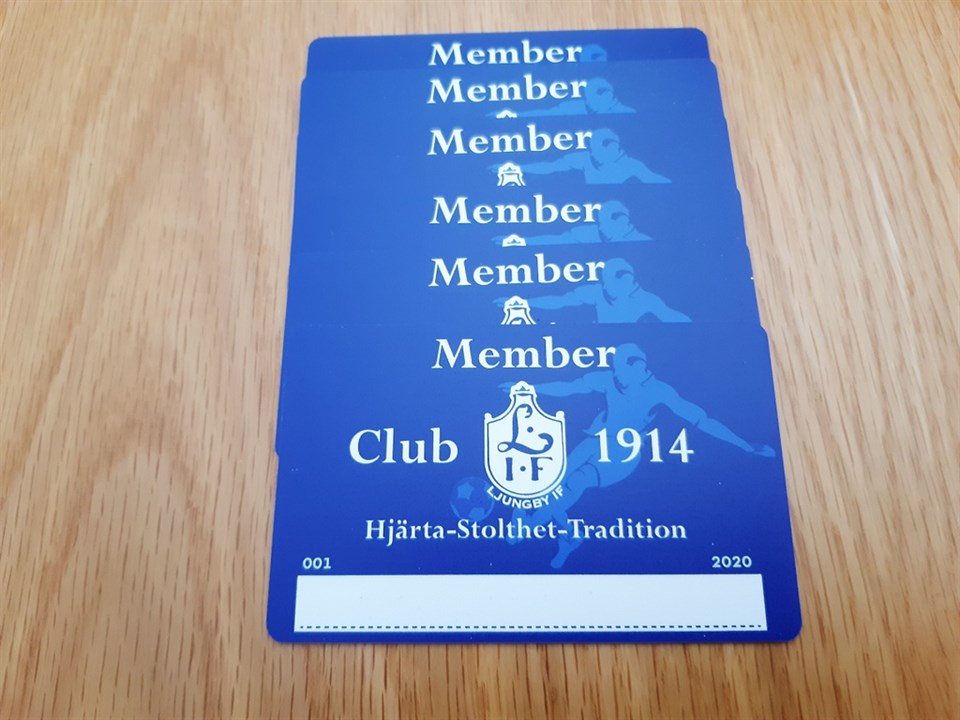 Member
Member
Member
Member
Member
Member
Club L. I·F 1914
LJUNGBY IF
Hjärta-Stolthet-Tradition
001 2020